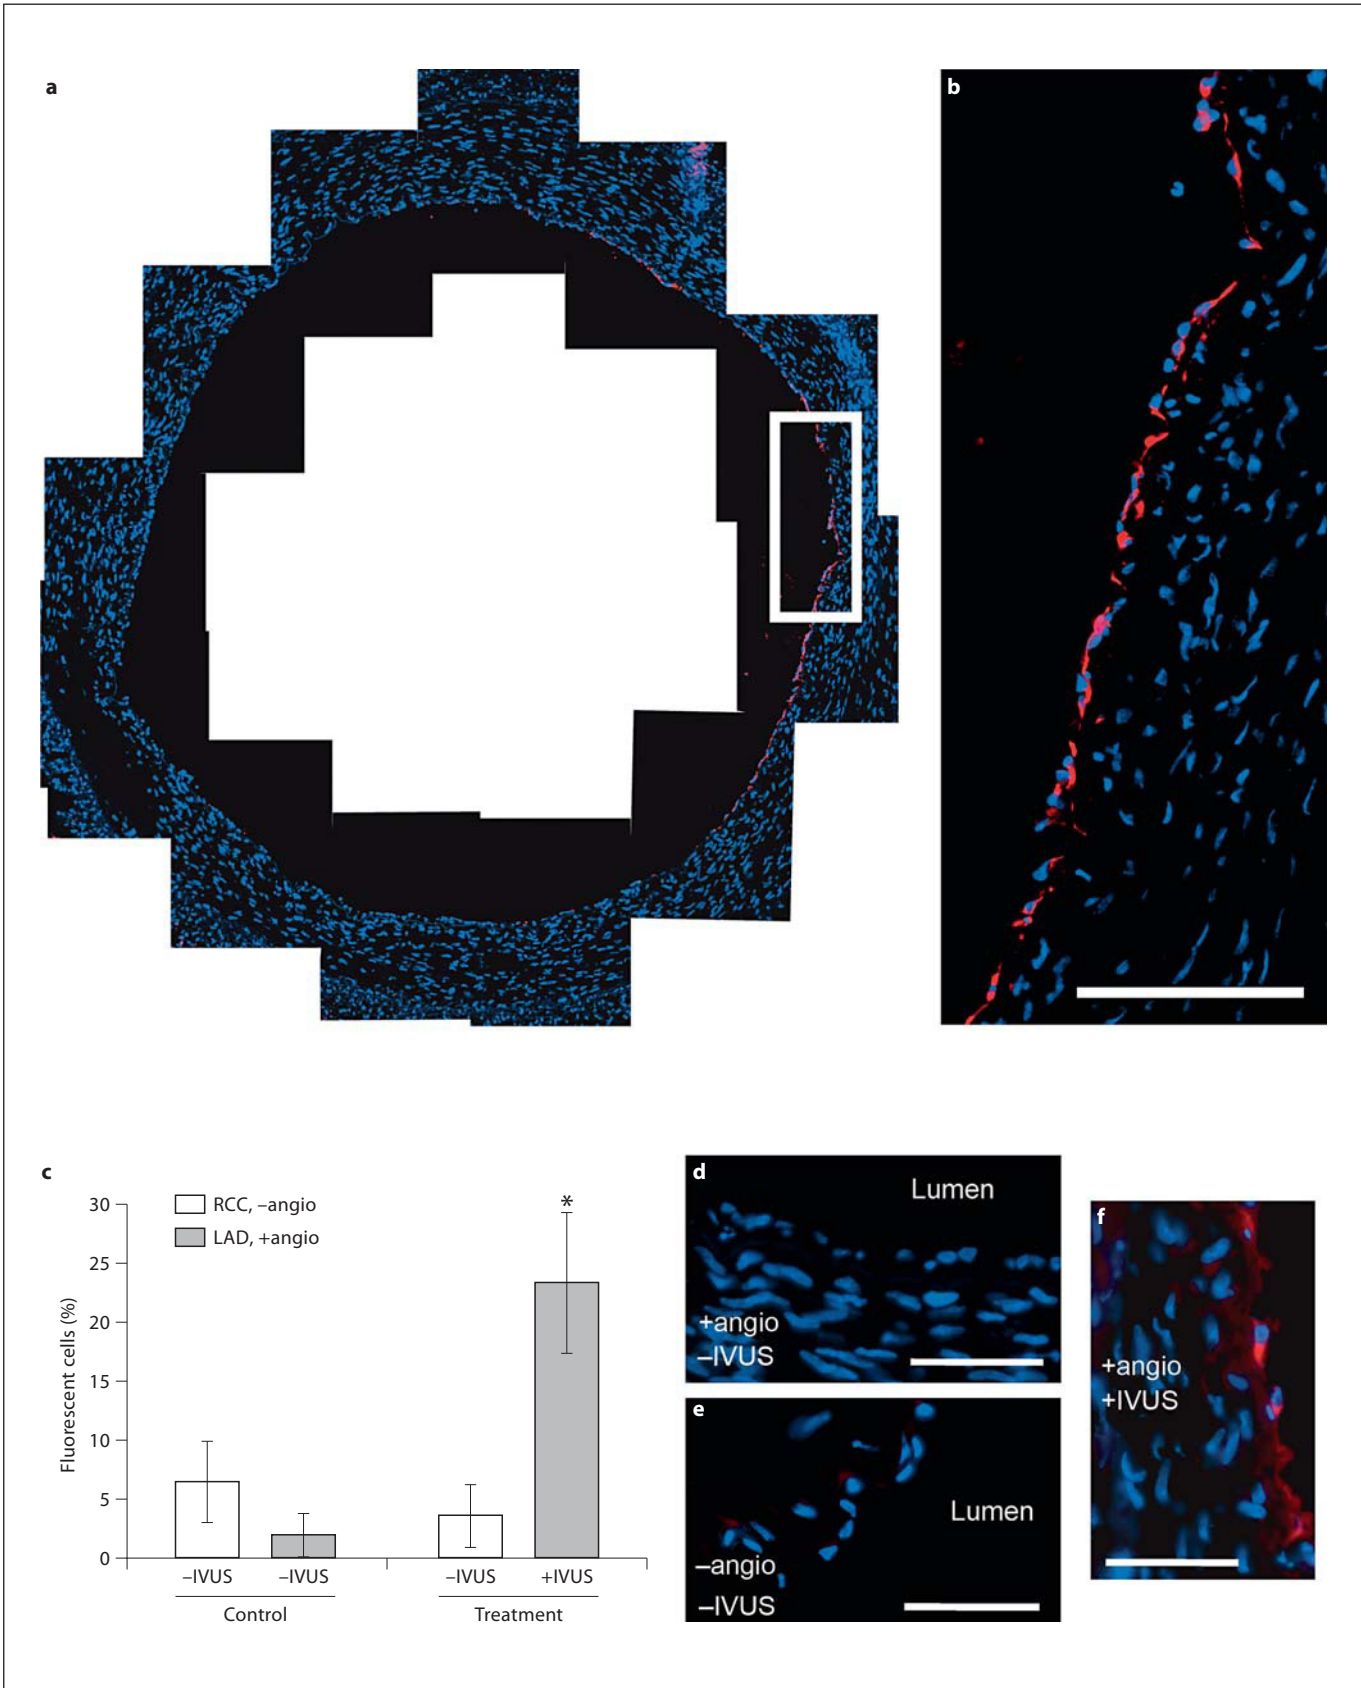 a
b
c
30
25
20
15
10
5
0
Fluorescent cells (%)
RCC, –angio
LAD, +angio
*
–IVUS
–IVUS
–IVUS
+IVUS
Control
Treatment
d
Lumen
+angio
–IVUS
e
Lumen
–angio
–IVUS
f
+angio
+IVUS